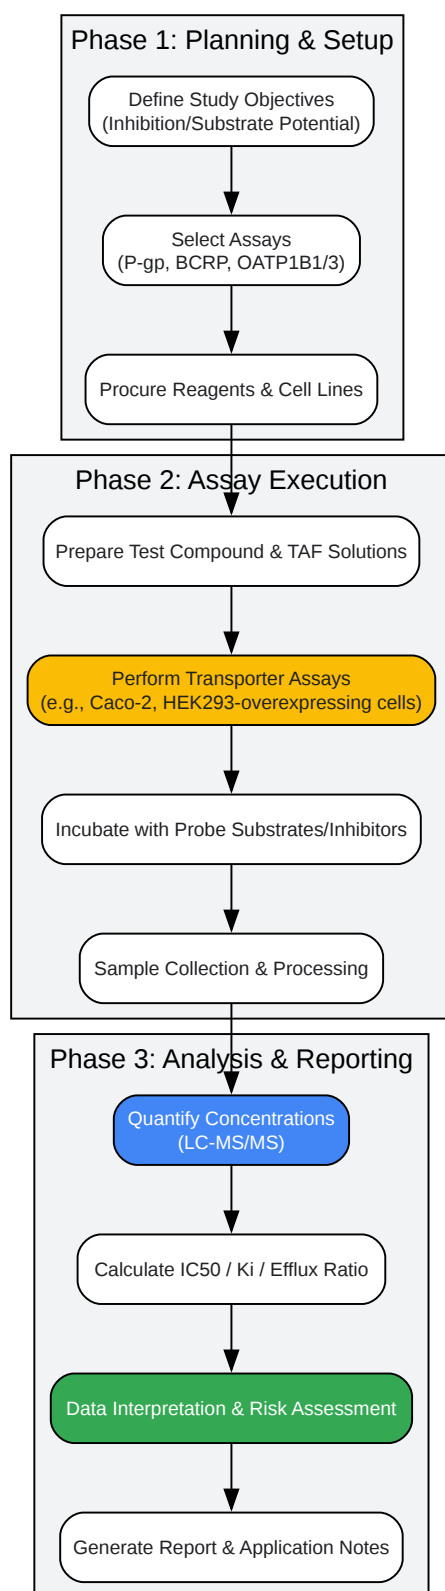 Phase 1: Planning & Setup
Define Study Objectives
(Inhibition/Substrate Potential)
Select Assays
(P-gp, BCRP, OATP1B1/3)
Procure Reagents & Cell Lines
Phase 2: Assay Execution
Prepare Test Compound & TAF Solutions
Perform Transporter Assays
(e.g., Caco-2, HEK293-overexpressing cells)
Incubate with Probe Substrates/Inhibitors
Sample Collection & Processing
Phase 3: Analysis & Reporting
Quantify Concentrations
(LC-MS/MS)
Calculate IC50 / Ki / Efflux Ratio
Data Interpretation & Risk Assessment
Generate Report & Application Notes